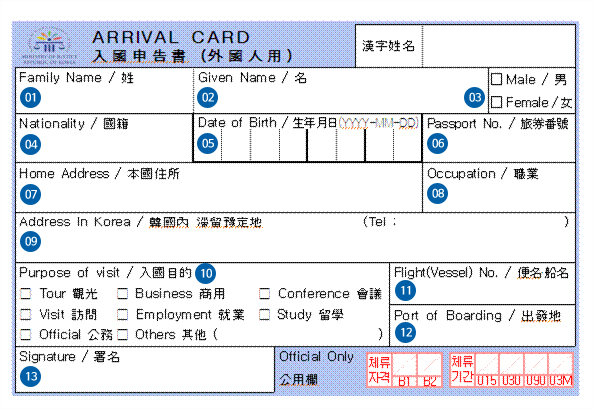 MINISTRY OF JUSTICE
REPUBLIC OF KOREA
ARRIVAL CARD
入國申告書 (外國人用)
漢字姓名
Family Name / 姓
01
Given Name / 名
02
03
Male / 男
Female / 女
Nationality / 國籍
04
Date of Birth / 生年月日(YYYY-MM-DD)
05
Passport No. / 旅券番號
06
Home Address / 本國住所
07
Occupation / 職業
08
Address In Korea / 韓國內 滯留豫定地 (Tel : )
09
Purpose of visit / 入國目的 10
Tour 觀光 Business 商用 Conference 會議
Visit 訪問 Employment 就業 Study 留學
Official 公務 Others 其他 ( )
Flight(Vessel) No. / 便名·船名
11
Port of Boarding / 出發地
12
Signature / 署名
13
Official Only
公用欄
체류자격 B1 B2
체류기간 015 030 090 03M